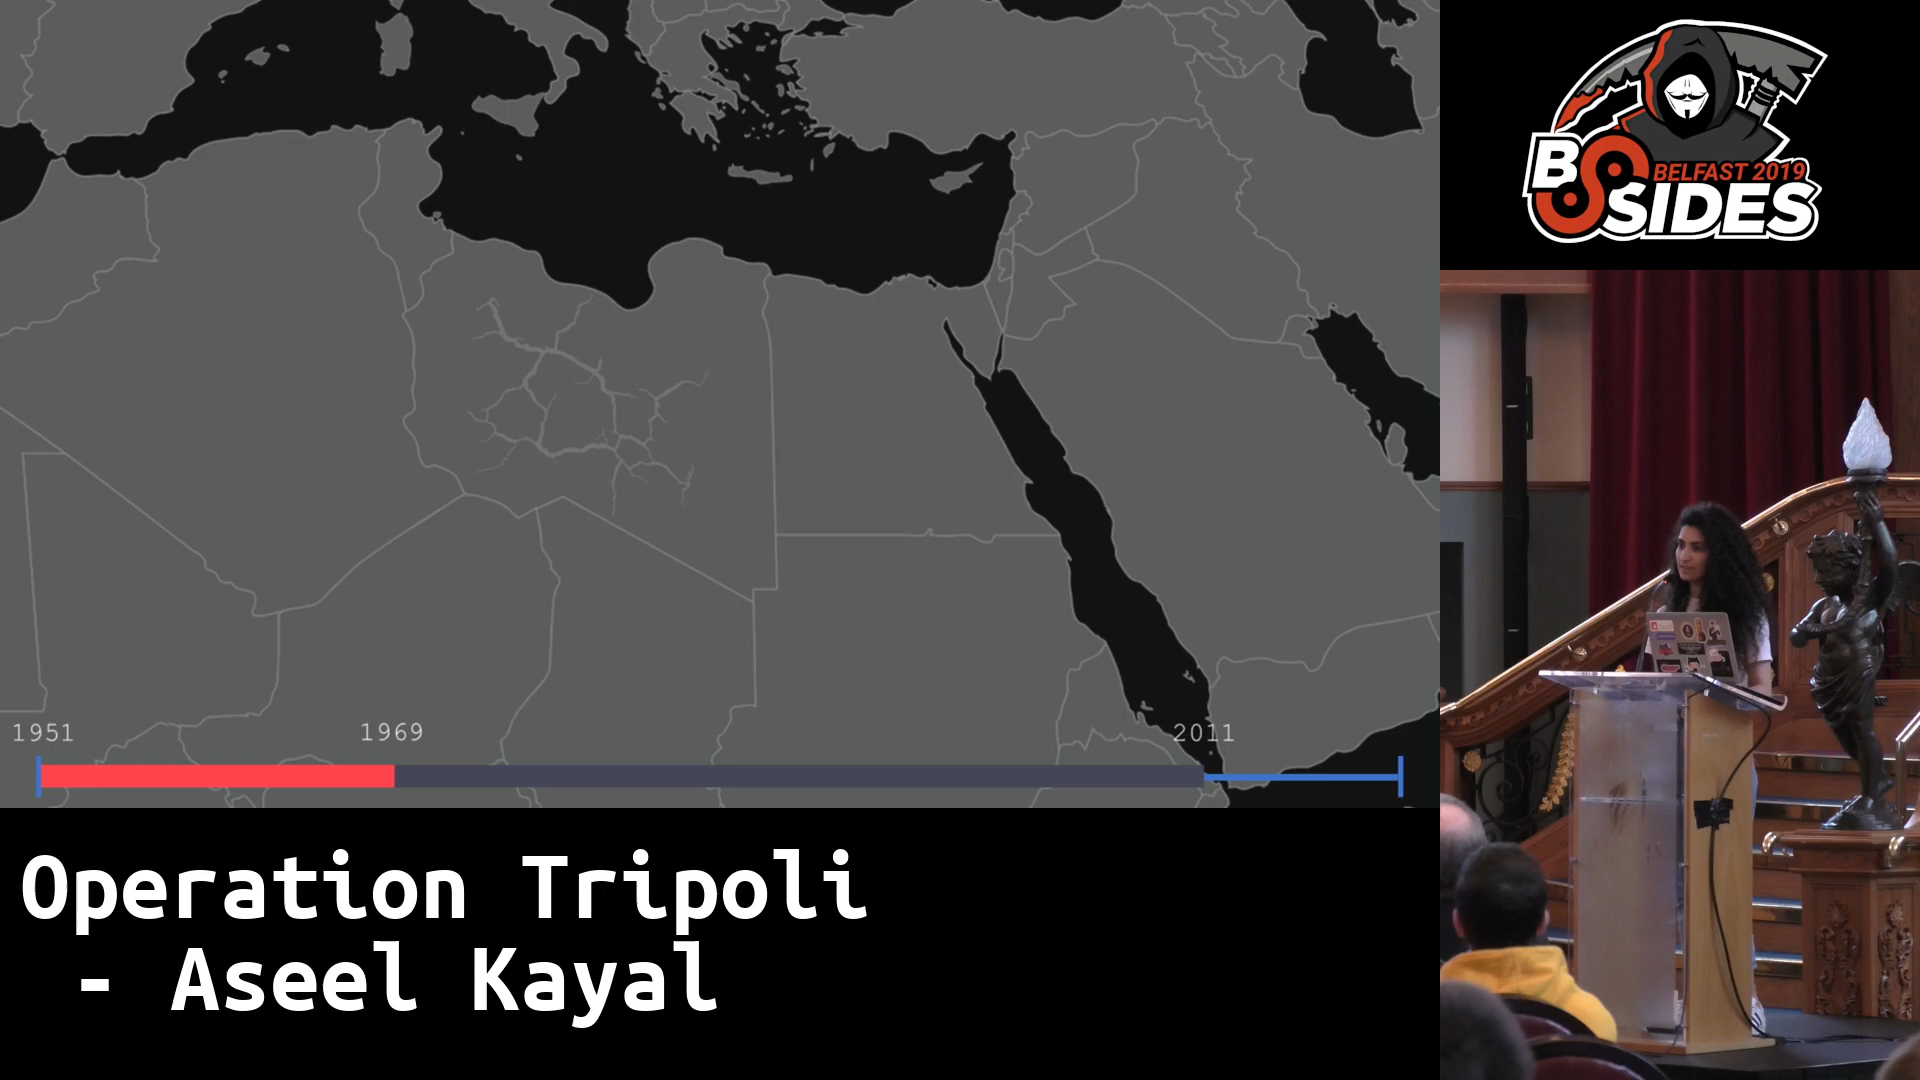 1951
1969
2011
Operation Tripoli
- Aseel Kayal
BELFAST 2019
BSIDES